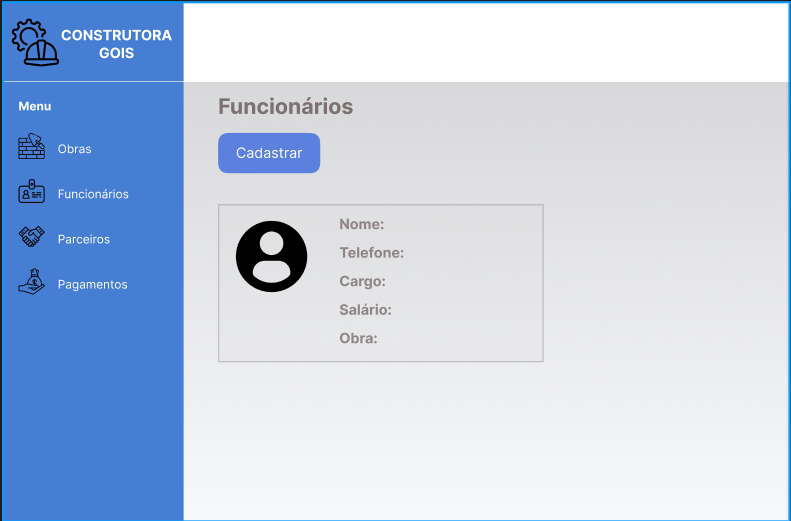 CONSTRUTORA
GOIS
Menu
Obras
Funcionários
Parceiros
Pagamentos
Funcionários
Cadastrar
Nome:
Telefone:
Cargo:
Salário:
Obra: